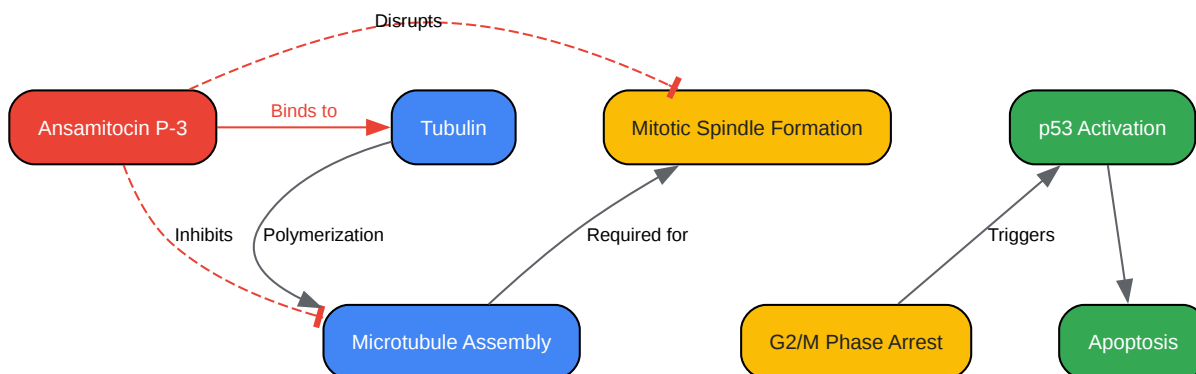 Disrupts
Ansamitocin P-3
Binds to
Tubulin
Mitotic Spindle Formation
p53 Activation
Inhibits
Polymerization
Required for
Triggers
Microtubule Assembly
G2/M Phase Arrest
Apoptosis